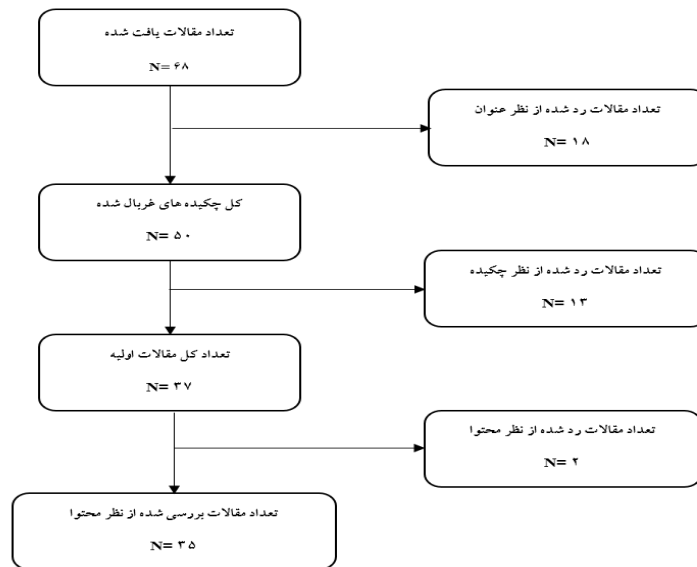 تعداد مقالات یافت شده
N= ۶۸
تعداد مقالات رد شده از نظر عنوان
N= ۱۸
کل چکیده های غربال شده
N= ۵۰
تعداد مقالات رد شده از نظر چکیده
N= ۱۳
تعداد کل مقالات اولیه
N= ۳۷
تعداد مقالات رد شده از نظر محتوا
N= ۲
تعداد مقالات بررسی شده از نظر محتوا
N= ۳۵